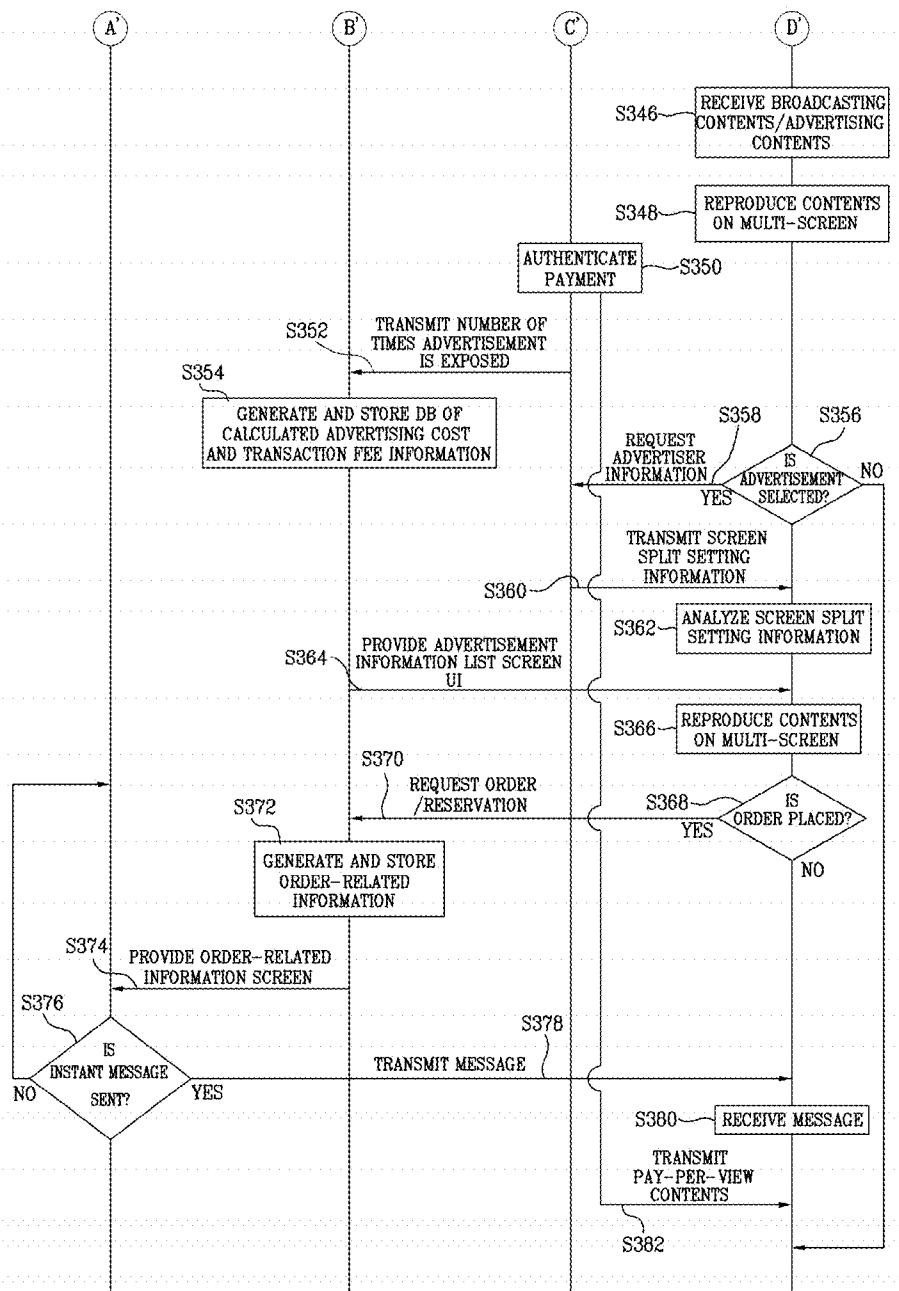 A'
B'
C'
D'
S346
RECEIVE BROADCASTING
CONTENTS/ADVERTISING
CONTENTS
S348
REPRODUCE CONTENTS
ON MULTI-SCREEN
AUTHENTICATE
PAYMENT
S350
S352
TRANSMIT NUMBER OF
TIMES ADVERTISEMENT
IS EXPOSED
S354
GENERATE AND STORE DB OF
CALCULATED ADVERTISING COST
AND TRANSACTION FEE INFORMATION
S358
S356
REQUEST
ADVERTISER
INFORMATION
YES
IS
ADVERTISEMENT
SELECTED?
NO
TRANSMIT SCREEN
SPLIT SETTING
INFORMATION
S360
S362
ANALYZE SCREEN SPLIT
SETTING INFORMATION
S364
PROVIDE ADVERTISEMENT
INFORMATION LIST SCREEN
UI
S366
REPRODUCE CONTENTS
ON MULTI-SCREEN
S370
REQUEST ORDER
/RESERVATION
S368
IS
ORDER PLACED?
YES
NO
S372
GENERATE AND STORE
ORDER-RELATED
INFORMATION
S374
PROVIDE ORDER-RELATED
INFORMATION SCREEN
S376
IS
INSTANT MESSAGE
SENT?
NO
YES
S378
TRANSMIT MESSAGE
S380
RECEIVE MESSAGE
TRANSMIT
PAY-PER-VIEW
CONTENTS
S382